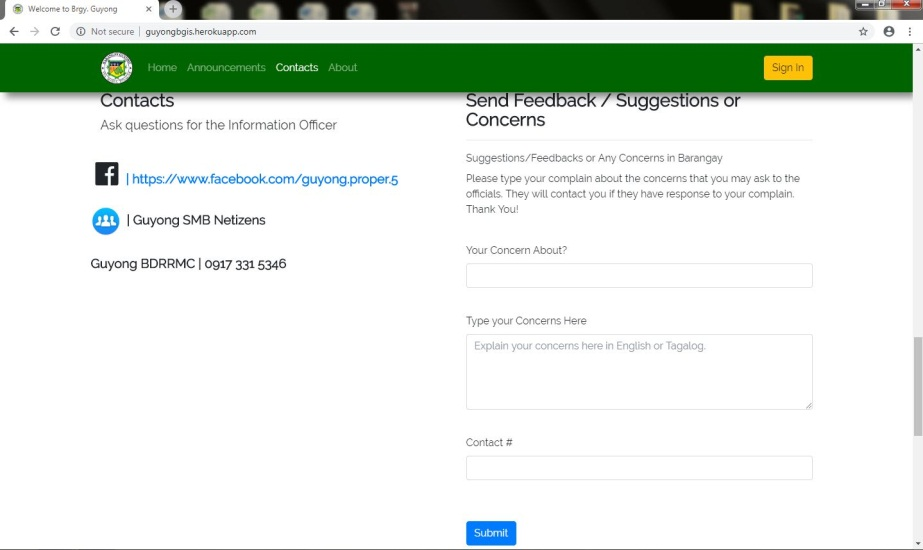 Welcome to Brgy. Guyong
Not secure | guyongbgis.herokuapp.com
Home Announcements Contacts About
Sign In
Contacts
Ask questions for the Information Officer
| https://www.facebook.com/guyong.proper.5
| Guyong SMB Netizens
Guyong BDRRMC | 0917 331 5346
Send Feedback / Suggestions or
Concerns
Suggestions/Feedbacks or Any Concerns in Barangay
Please type your complain about the concerns that you may ask to the
officials. They will contact you if they have response to your complain.
Thank You!
Your Concern About?
Type your Concerns Here
Explain your concerns here in English or Tagalog.
Contact #
Submit